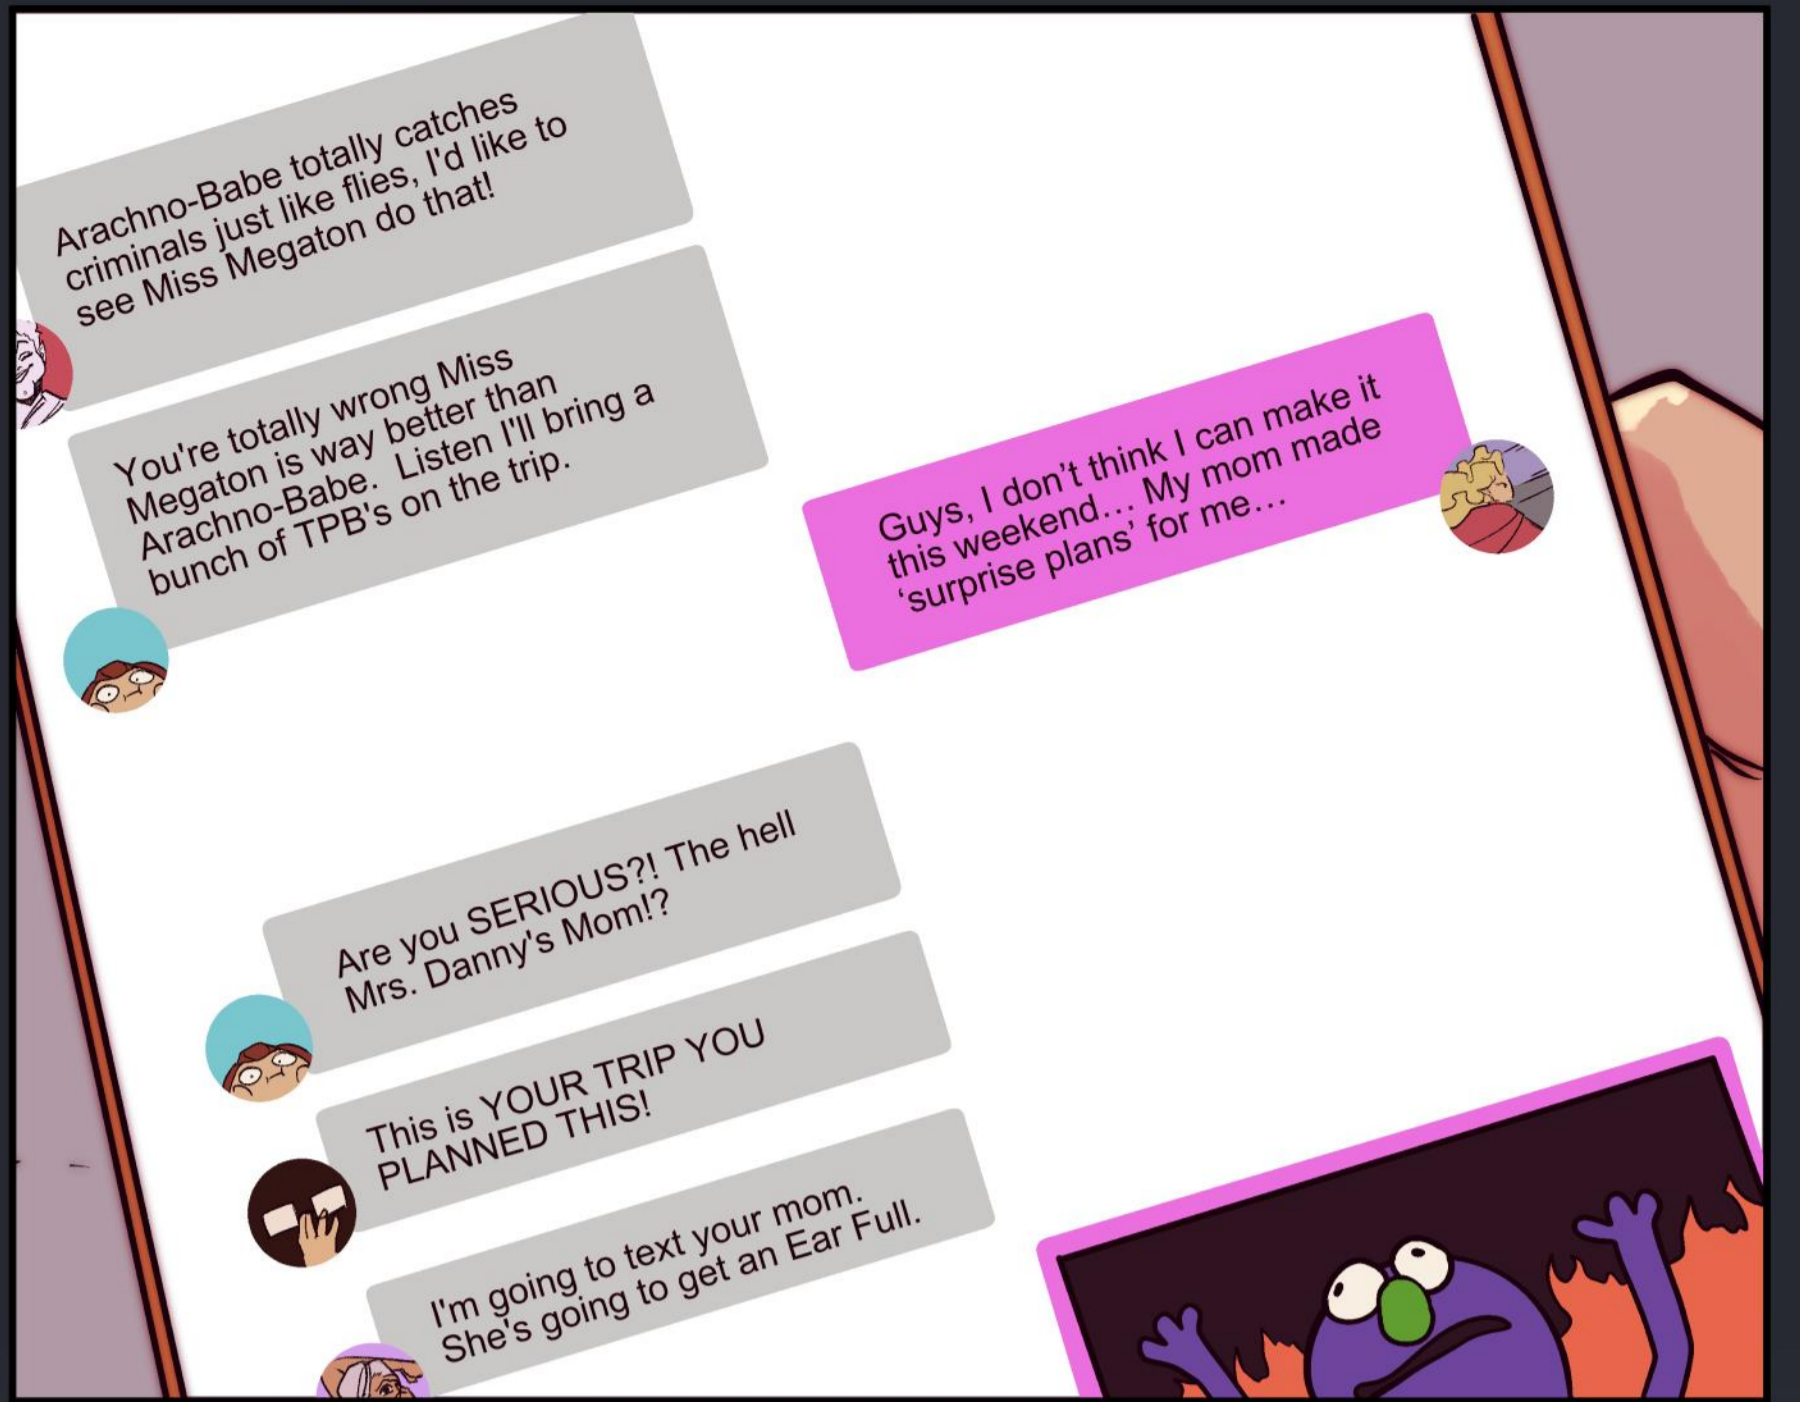 Arachno-Babe totally catches
criminals just like flies, I'd like to
see Miss Megaton do that!
You're totally wrong Miss
Megaton is way better than
Arachno-Babe.  Listen I'll bring a
bunch of TPB's on the trip.
Guys, I don’t think I can make it
this weekend… My mom made
‘surprise plans’ for me…
Are you SERIOUS?! The hell
Mrs. Danny's Mom!?
This is YOUR TRIP YOU
PLANNED THIS!
I'm going to text your mom.
She's going to get an Ear Full.